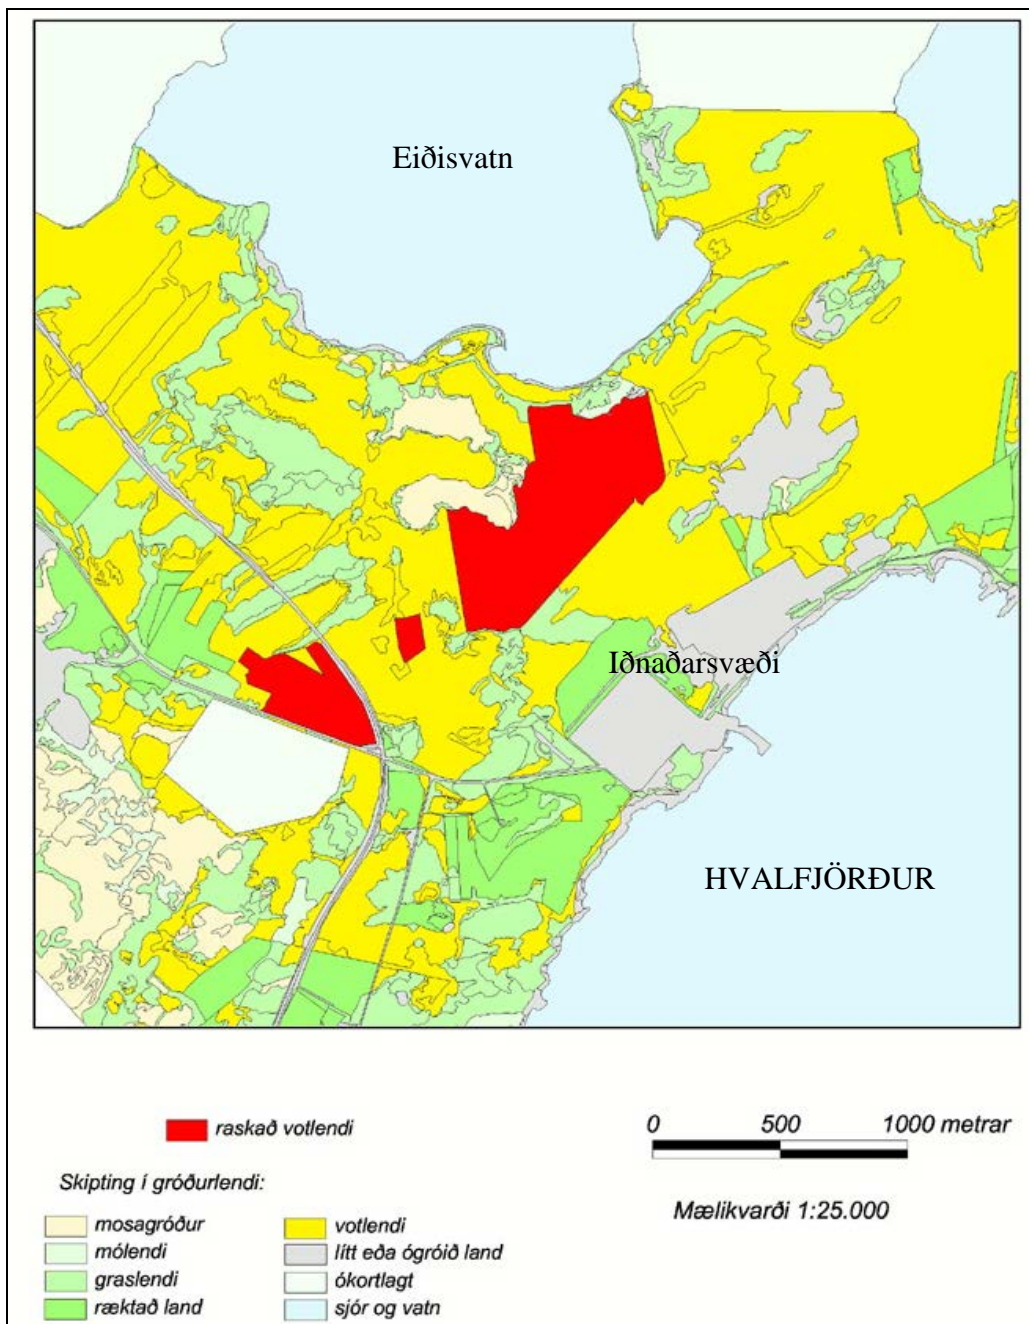 Eiðisvatn
Iðnaðarsvæði
HVALFJÖRÐUR
raskað votlendi
0 500 1000 metrar
Skipting í gróðurlendi:
Mælikvarði 1:25.000
mosagróður
mólendi
graslendi
ræktað land
votlendi
lítt eða ógróið land
ókortlagt
sjór og vatn